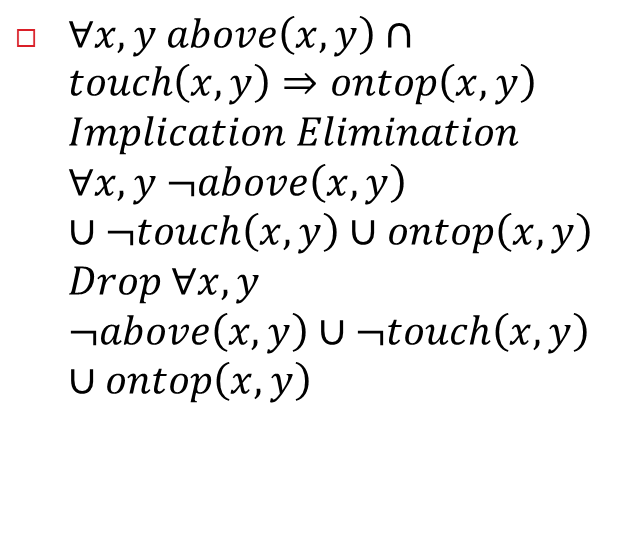 ∀x, y above(x, y) ∩
touch(x, y) ⇒ ontop(x, y)
Implication Elimination
∀x, y ¬above(x, y)
∪ ¬touch(x, y) ∪ ontop(x, y)
Drop ∀x, y
¬above(x, y) ∪ ¬touch(x, y)
∪ ontop(x, y)